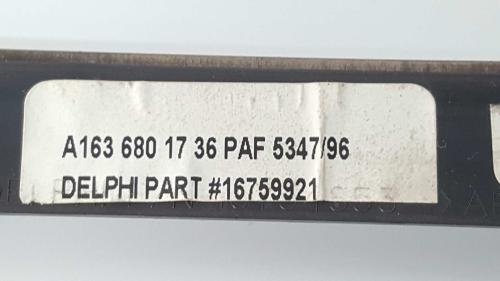 A163 680 17 36 PAF 5347/96
DELPHI PART #16759921